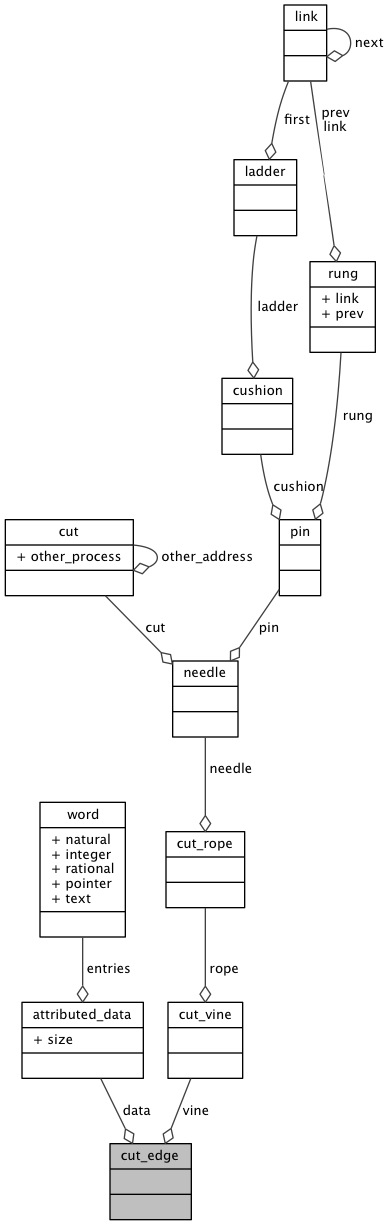 link
next
first
prev
link
ladder
rung
+ link
+ prev
ladder
cushion
rung
cushion
cut
+ other_process
other_address
pin
cut
pin
needle
needle
word
+ natural
+ integer
+ rational
+ pointer
+ text
cut_rope
entries
rope
attributed_data
+ size
cut_vine
data
vine
cut_edge